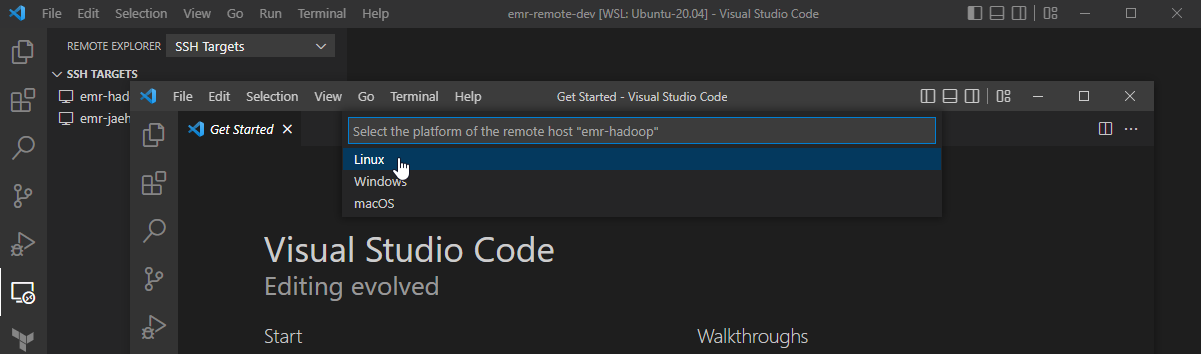 File Edit Selection View Go Run Terminal Help emr-remote-dev [WSL: Ubuntu-20.04] - Visual Studio Code
REMOTE EXPLORER SSH Targets
SSH TARGETS
emr-had
emr-jaeh
File Edit Selection View Go Terminal Help Get Started - Visual Studio Code
Get Started
Select the platform of the remote host "emr-hadoop"
Linux
Windows
macOS
Visual Studio Code
Editing evolved
Start Walkthroughs